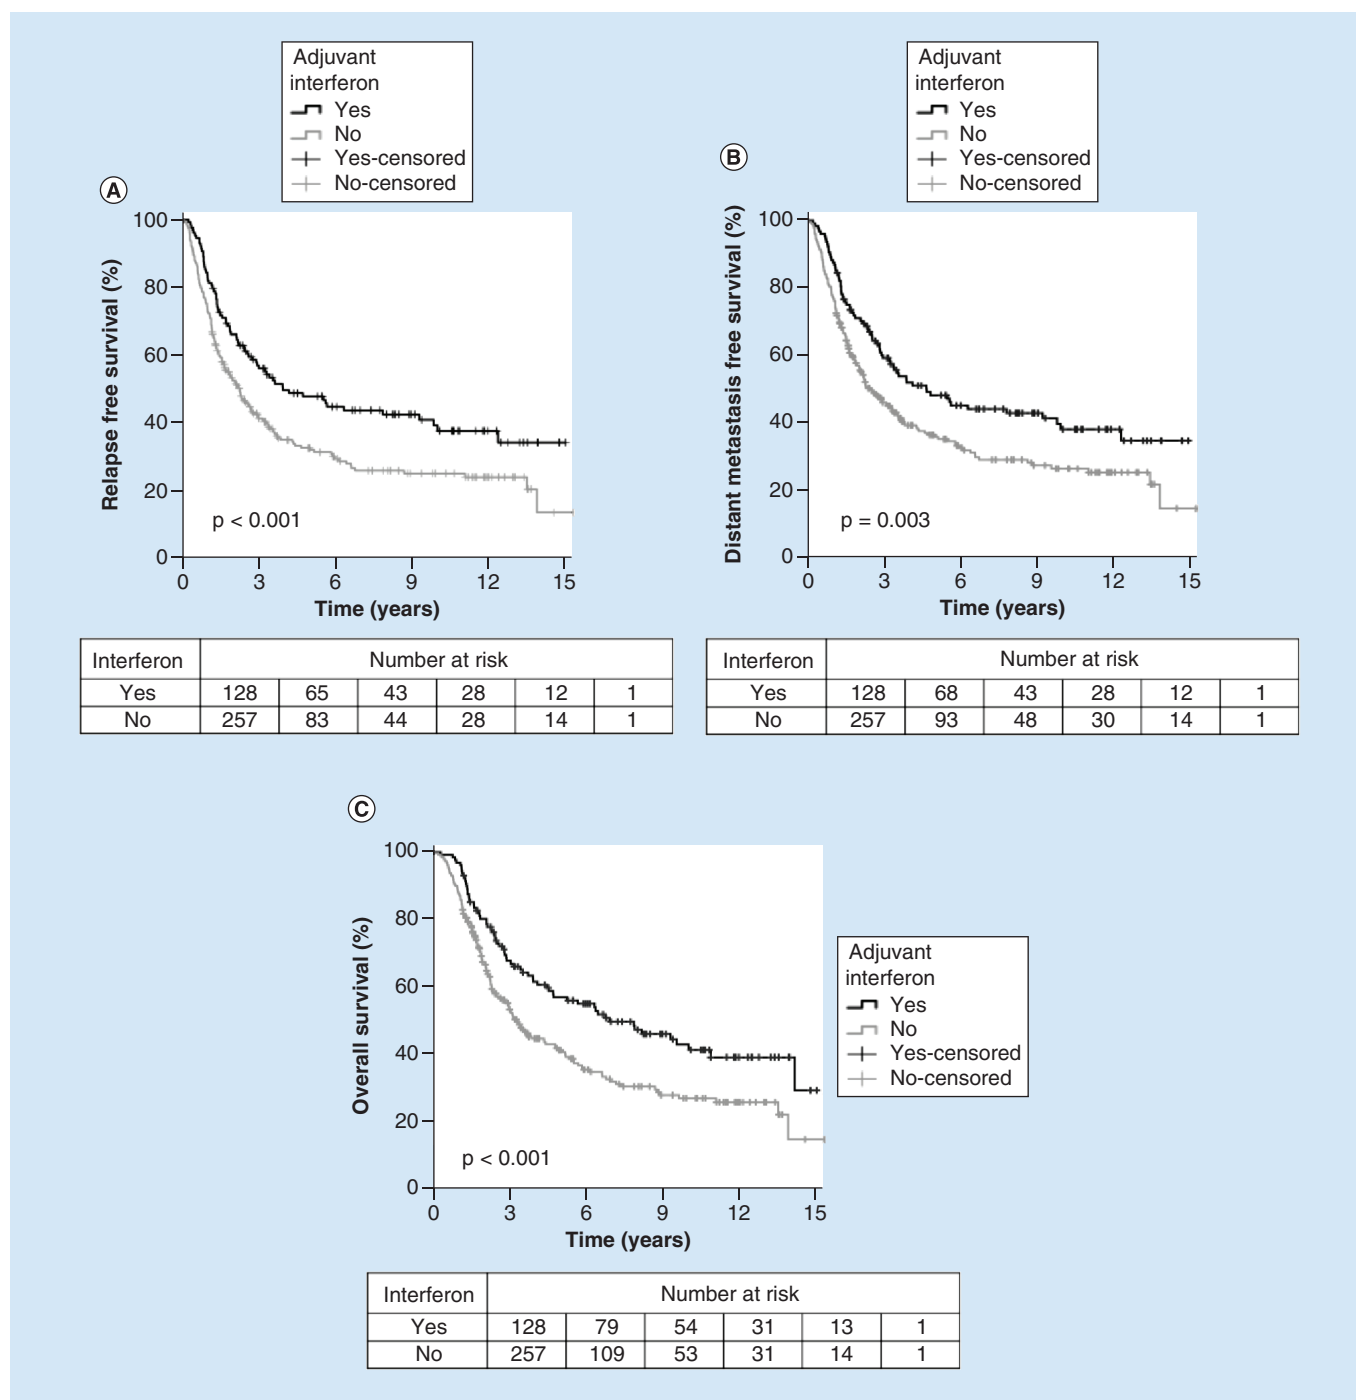 Adjuvant
interferon
Yes
No
Yes-censored
No-censored
A
Relapse free survival (%)
100
80
60
40
20
0
p < 0.001
0 3 6 9 12 15
Time (years)
Interferon Number at risk
Yes 128 65 43 28 12 1
No 257 83 44 28 14 1
Adjuvant
interferon
Yes
No
Yes-censored
No-censored
B
Distant metastasis free survival (%)
100
80
60
40
20
0
p = 0.003
0 3 6 9 12 15
Time (years)
Interferon Number at risk
Yes 128 68 43 28 12 1
No 257 93 48 30 14 1
C
Overall survival (%)
100
80
60
40
20
0
p < 0.001
0 3 6 9 12 15
Time (years)
Adjuvant
interferon
Yes
No
Yes-censored
No-censored
Interferon Number at risk
Yes 128 79 54 31 13 1
No 257 109 53 31 14 1